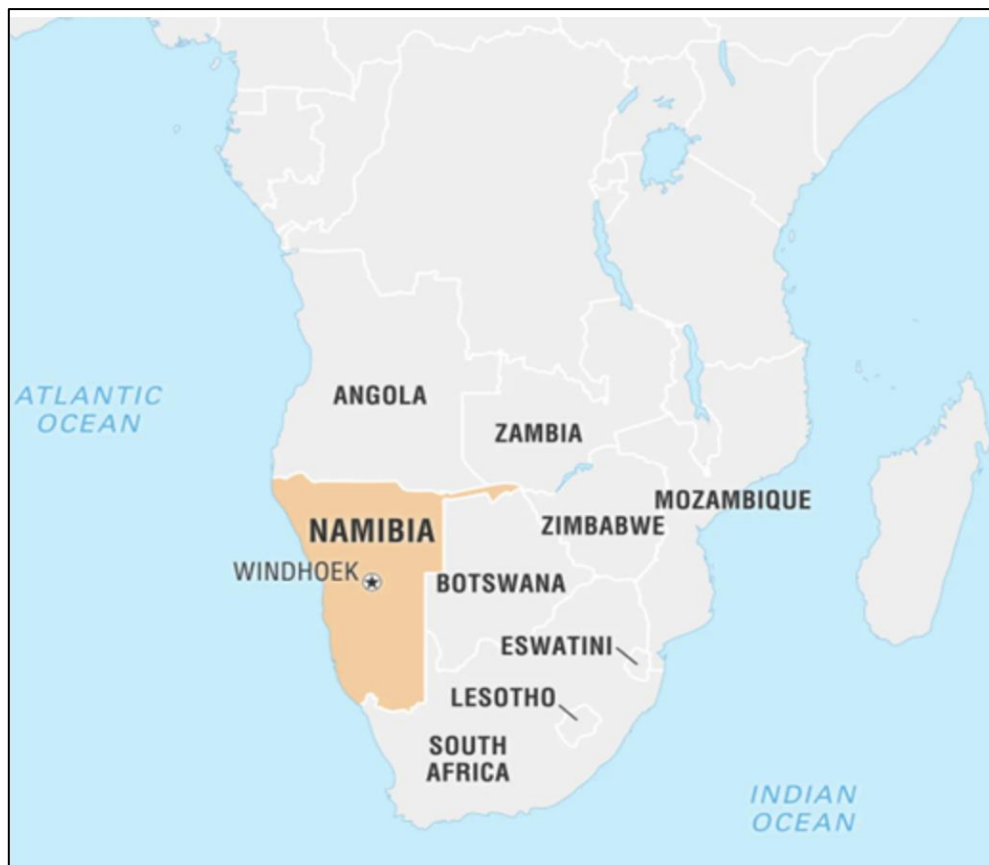 ATLANTIC
OCEAN
ANGOLA
ZAMBIA
NAMIBIA
WINDHOEK
ZIMBABWE
MOZAMBIQUE
BOTSWANA
ESWATINI
LESOTHO
SOUTH
AFRICA
INDIAN
OCEAN